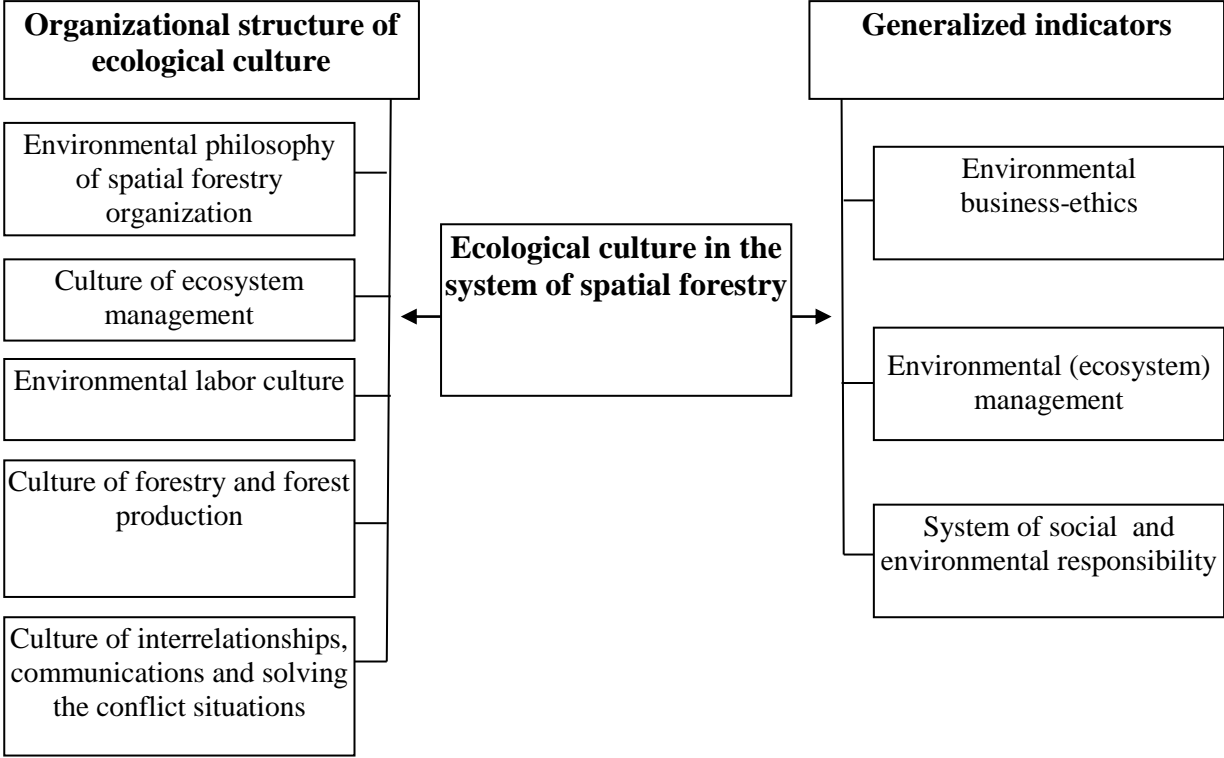 Organizational structure of
ecological culture
Environmental philosophy
of spatial forestry
organization
Culture of ecosystem
management
Environmental labor culture
Culture of forestry and forest
production
Culture of interrelationships,
communications and solving
the conflict situations
Ecological culture in the
system of spatial forestry
Generalized indicators
Environmental
business-ethics
Environmental (ecosystem)
management
System of social and
environmental responsibility